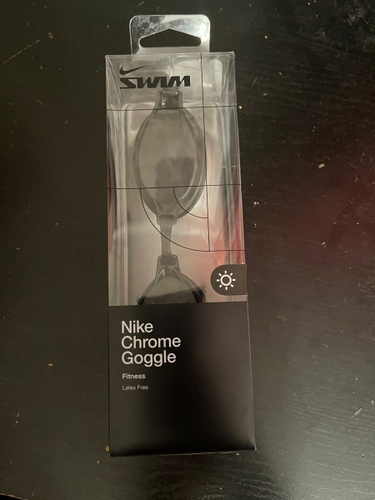 SWIM
Nike
Chrome
Goggle
Fitness
Latex Free